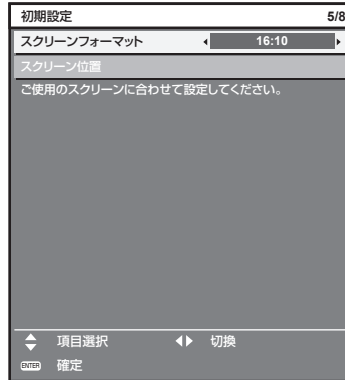 初期設定 5/8
スクリーンフォーマット 16:10
スクリーン位置
ご使用のスクリーンに合わせて設定してください。
項目選択 切換
ENTER 確定